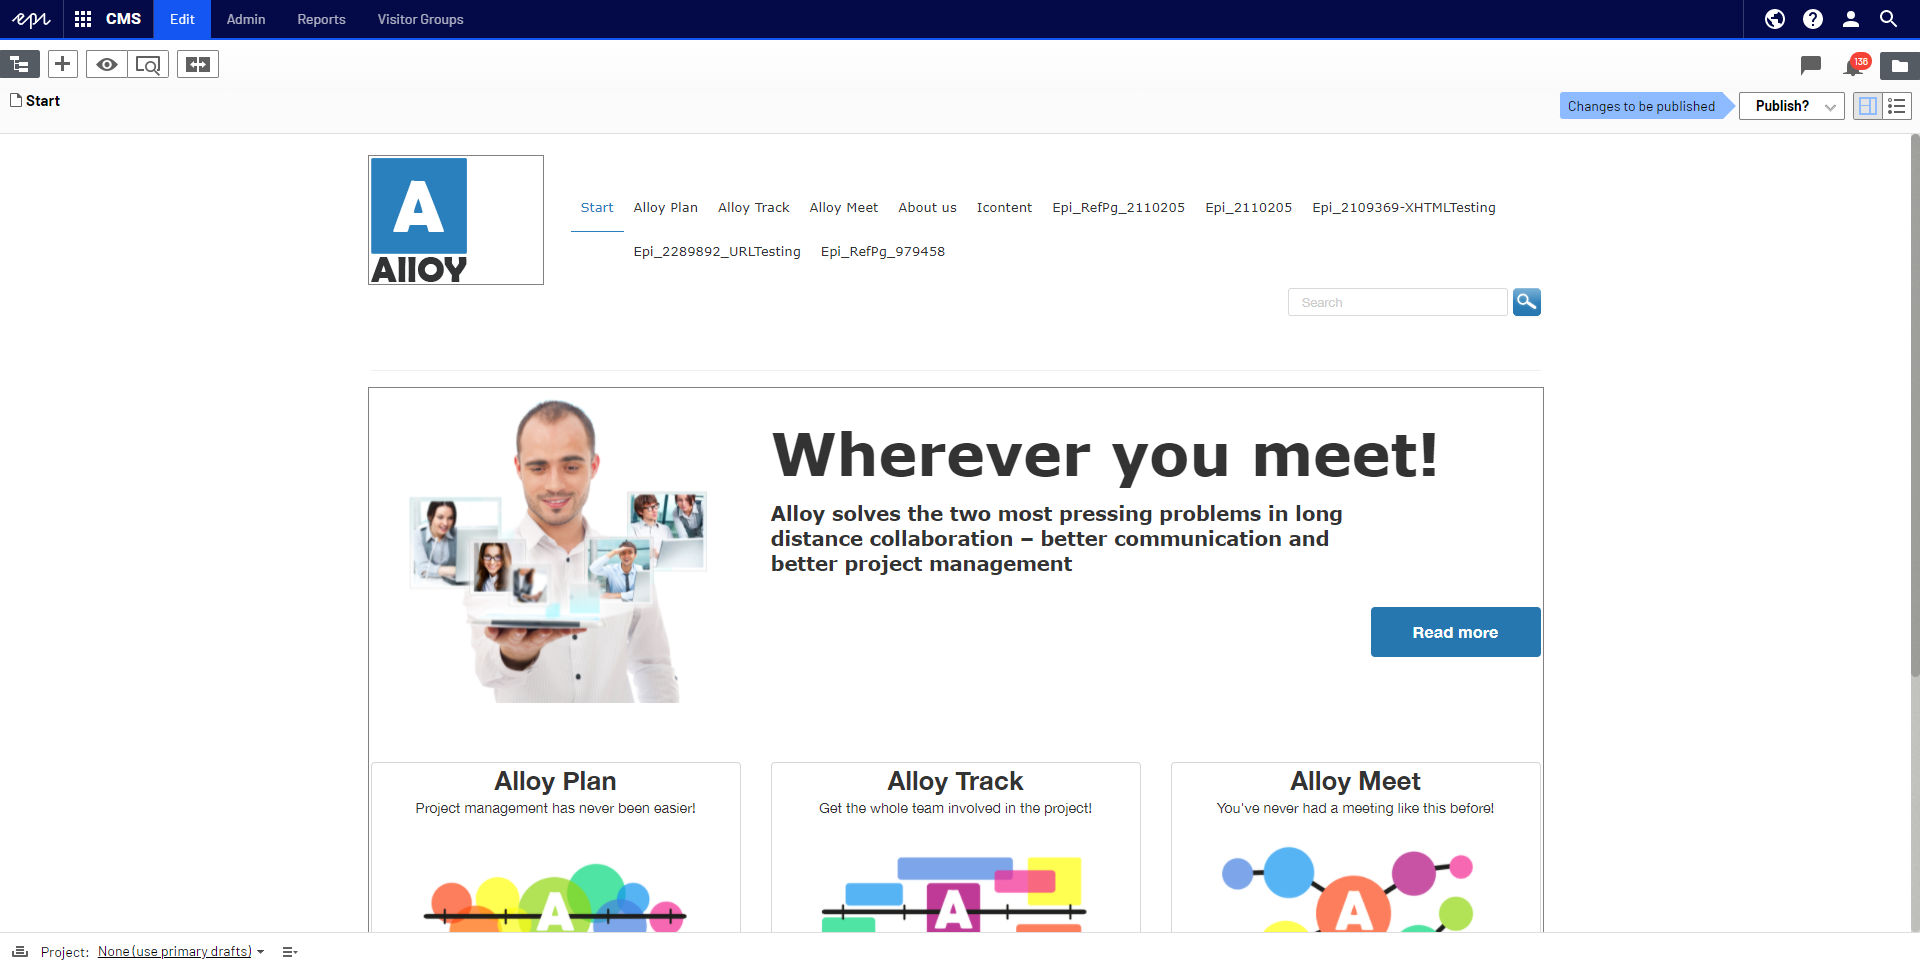 epi CMS Edit Admin Reports Visitor Groups
136
Start
Changes to be published Publish?
A
AllOY
Start Alloy Plan Alloy Track Alloy Meet About us Icontent Epi_RefPg_2110205 Epi_2110205 Epi_2109369-XHTMLTesting
Epi_2289892_URLTesting Epi_RefPg_979458
Search
Wherever you meet!
Alloy solves the two most pressing problems in long
distance collaboration – better communication and
better project management
Read more
Alloy Plan
Project management has never been easier!
A
Alloy Track
Get the whole team involved in the project!
A
Alloy Meet
You've never had a meeting like this before!
A
Project: None (use primary drafts)